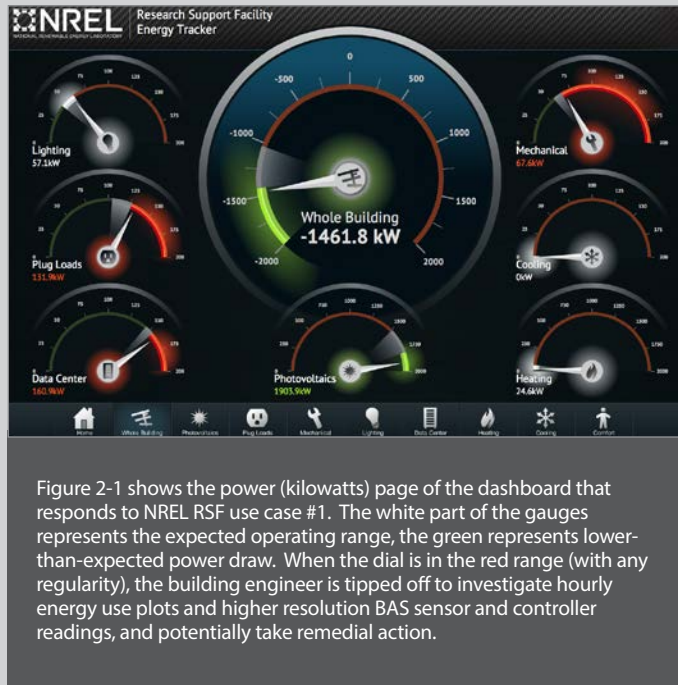 NREL
NATIONAL RENEWABLE ENERGY LABORATORY
Research Support Facility
Energy Tracker
Lighting
57.1kW
Plug Loads
131.9kW
Data Center
160.9kW
-2000
-1500
-1000
-500
0
500
1000
1500
2000
Whole Building
-1461.8 kW
Photovoltaics
1903.9kW
Mechanical
67.6kW
Cooling
0kW
Heating
24.6kW
Home
Whole Building
Photovoltaics
Plug Loads
Mechanical
Lighting
Data Center
Heating
Cooling
Comfort
Figure 2-1 shows the power (kilowatts) page of the dashboard that
responds to NREL RSF use case #1.  The white part of the gauges
represents the expected operating range, the green represents lower-
than-expected power draw.  When the dial is in the red range (with any
regularity), the building engineer is tipped off to investigate hourly
energy use plots and higher resolution BAS sensor and controller
readings, and potentially take remedial action.